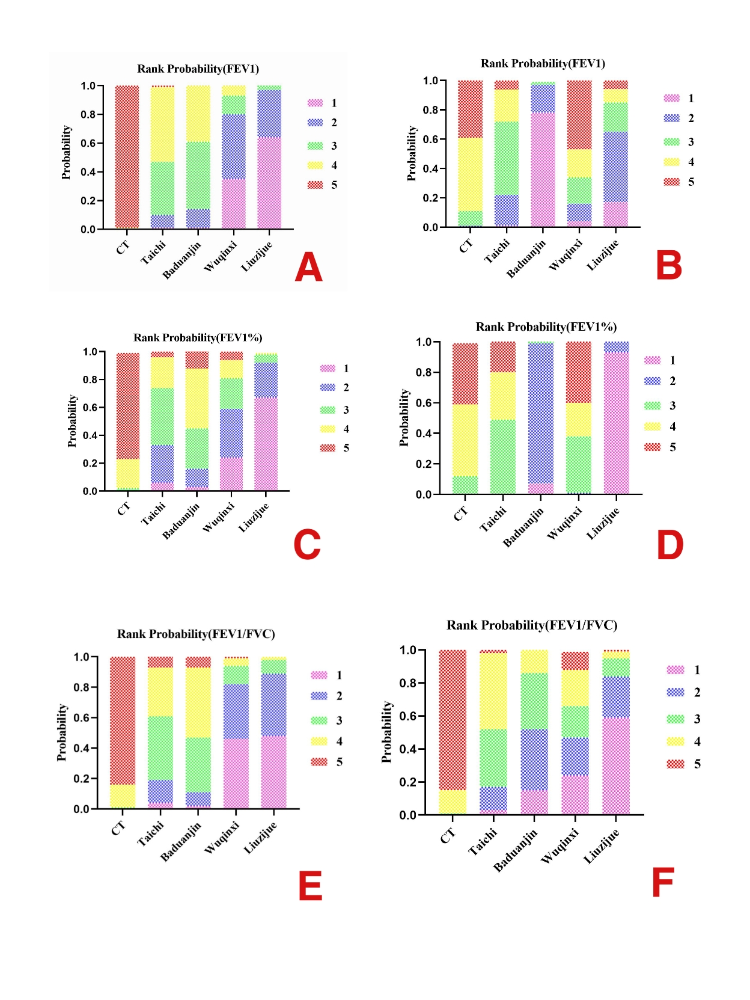 Rank Probability(FEV1)
Probability
1.0
0.8
0.6
0.4
0.2
0.0
CT
Taichi
Baduanjin
Wuqinxi
Liuzijue
1
2
3
4
5
A
Rank Probability(FEV1)
Probability
1.0
0.8
0.6
0.4
0.2
0.0
CT
Taichi
Baduanjin
Wuqinxi
Liuzijue
1
2
3
4
5
B
Rank Probability(FEV1%)
Probability
1.0
0.8
0.6
0.4
0.2
0.0
CT
Taichi
Baduanjin
Wuqinxi
Liuzijue
1
2
3
4
5
C
Rank Probability(FEV1%)
Probability
1.0
0.8
0.6
0.4
0.2
0.0
CT
Taichi
Baduanjin
Wuqinxi
Liuzijue
1
2
3
4
5
D
Rank Probability(FEV1/FVC)
Probability
1.0
0.8
0.6
0.4
0.2
0.0
CT
Taichi
Baduanjin
Wuqinxi
Liuzijue
1
2
3
4
5
E
Rank Probability(FEV1/FVC)
Probability
1.0
0.8
0.6
0.4
0.2
0.0
CT
Taichi
Baduanjin
Wuqinxi
Liuzijue
1
2
3
4
5
F